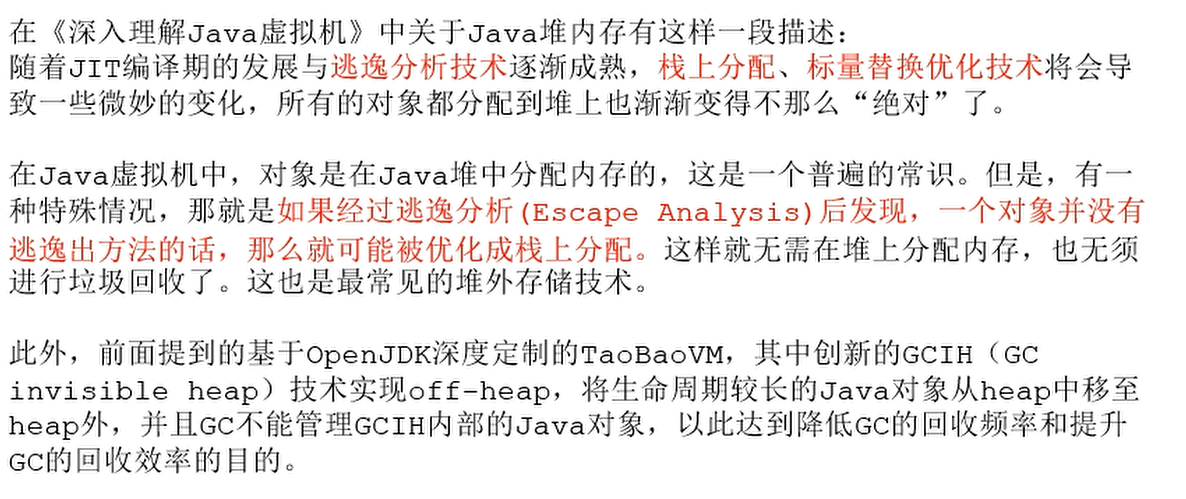 在《深入理解Java虚拟机》中关于Java堆内存有这样一段描述：
随着JIT编译期的发展与逃逸分析技术逐渐成熟，栈上分配、标量替换优化技术将会导
致一些微妙的变化，所有的对象都分配到堆上也渐渐变得不那么“绝对”了。
在Java虚拟机中，对象是在Java堆中分配内存的，这是一个普遍的常识。但是，有一
种特殊情况，那就是如果经过逃逸分析(Escape Analysis)后发现，一个对象并没有
逃逸出方法的话，那么就可能被优化成栈上分配。这样就无需在堆上分配内存，也无须
进行垃圾回收了。这也是最常见的堆外存储技术。
此外，前面提到的基于OpenJDK深度定制的TaoBaoVM，其中创新的GCIH（GC
invisible heap）技术实现off-heap，将生命周期较长的Java对象从heap中移至
heap外，并且GC不能管理GCIH内部的Java对象，以此达到降低GC的回收频率和提升
GC的回收效率的目的。